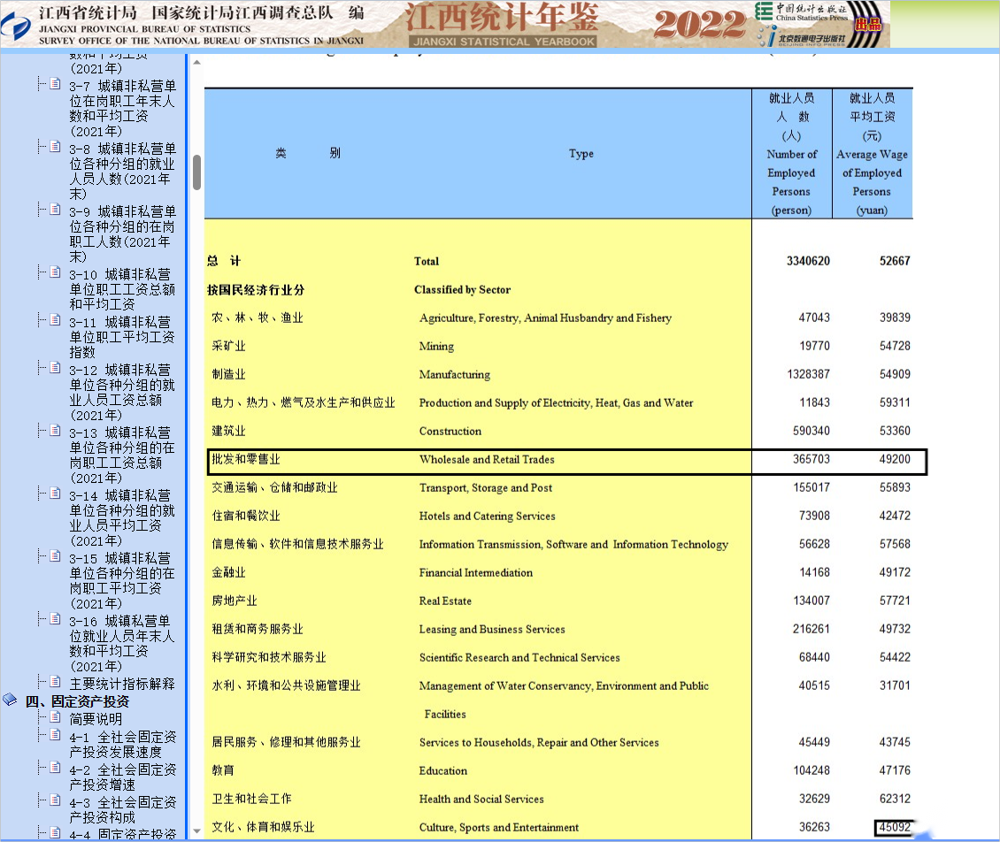 江西省统计局 国家统计局江西调查总队 编
JIANGXI PROVINCIAL BUREAU OF STATISTICS
SURVEY OFFICE OF THE NATIONAL BUREAU OF STATISTICS IN JIANGXI
江西统计年鉴
JIANGXI STATISTICAL YEARBOOK
2022
中国统计出版社
China Statistics Press
北京数通电子出版社
出品
(2021年)
3-7 城镇非私营单
位在岗职工年末人
数和平均工资
(2021年)
3-8 城镇非私营单
位各种分组的就业
人员人数(2021年
末)
3-9 城镇非私营单
位各种分组的在岗
职工人数(2021年
末)
3-10 城镇非私营
单位职工工资总额
和平均工资
3-11 城镇非私营
单位职工平均工资
指数
3-12 城镇非私营
单位各种分组的就
业人员工资总额
(2021年)
3-13 城镇非私营
单位各种分组的在
岗职工工资总额
(2021年)
3-14 城镇非私营
单位各种分组的就
业人员平均工资
(2021年)
3-15 城镇非私营
单位各种分组的在
岗职工平均工资
(2021年)
3-16 城镇私营单
位就业人员年末人
数和平均工资
(2021年)
主要统计指标解释
四、固定资产投资
简要说明
4-1 全社会固定资
产投资发展速度
4-2 全社会固定资
产投资增速
4-3 全社会固定资
产投资构成
4-4 固定资产投资
类 别
Type
就业人员
人 数
(人)
Number of
Employed
Persons
(person)
就业人员
平均工资
(元)
Average Wage
of Employed
Persons
(yuan)
总 计 Total 3340620 52667
按国民经济行业分 Classified by Sector
农、林、牧、渔业 Agriculture, Forestry, Animal Husbandry and Fishery 47043 39839
采矿业 Mining 19770 54728
制造业 Manufacturing 1328387 54909
电力、热力、燃气及水生产和供应业 Production and Supply of Electricity, Heat, Gas and Water 11843 59311
建筑业 Construction 590340 53360
批发和零售业 Wholesale and Retail Trades 365703 49200
交通运输、仓储和邮政业 Transport, Storage and Post 155017 55893
住宿和餐饮业 Hotels and Catering Services 73908 42472
信息传输、软件和信息技术服务业 Information Transmission, Software and Information Technology 56628 57568
金融业 Financial Intermediation 14168 49172
房地产业 Real Estate 134007 57721
租赁和商务服务业 Leasing and Business Services 216261 49732
科学研究和技术服务业 Scientific Research and Technical Services 68440 54422
水利、环境和公共设施管理业 Management of Water Conservancy, Environment and Public 40515 31701
Facilities
居民服务、修理和其他服务业 Services to Households, Repair and Other Services 45449 43745
教育 Education 104248 47176
卫生和社会工作 Health and Social Services 32629 62312
文化、体育和娱乐业 Culture, Sports and Entertainment 36263 45092